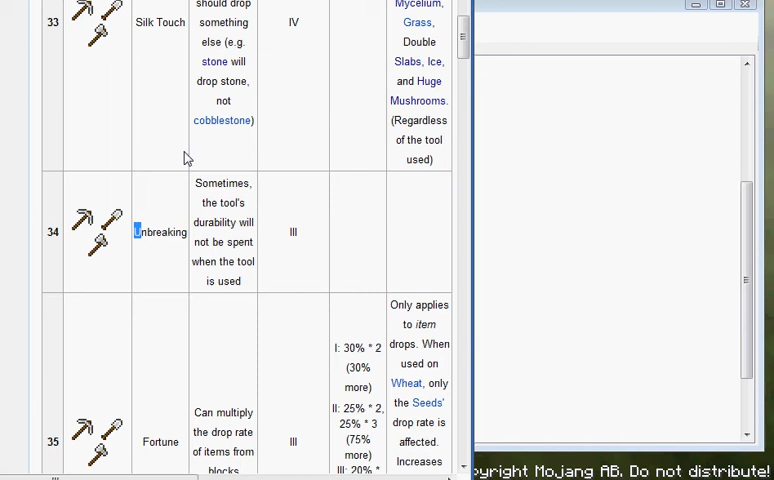 33
Silk Touch
should drop
something
else (e.g.
stone will
drop stone,
not
cobblestone)
IV
Mycelium,
Grass,
Double
Slabs, Ice,
and Huge
Mushrooms.
(Regardless
of the tool
used)
34
Unbreaking
Sometimes,
the tool's
durability will
not be spent
when the tool
is used
III
35
Fortune
Can multiply
the drop rate
of items from
blocks
III
I: 30% * 2
(30%
more)
II: 25% * 2,
25% * 3
(75%
more)
III: 20% *
Only applies
to item
drops. When
used on
Wheat, only
the Seeds'
drop rate is
affected.
Increases
opyright Mojang AB. Do not distribute!